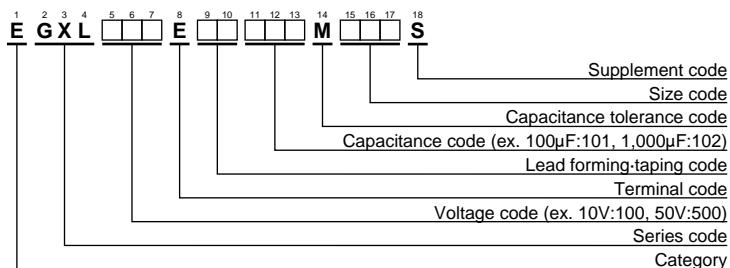 1 2 3 4 5 6 7 8 9 10 11 12 13 14 15 16 17 18
E G X L E M S
Supplement code
Size code
Capacitance tolerance code
Capacitance code (ex. 100μF:101, 1,000μF:102)
Lead forming·taping code
Terminal code
Voltage code (ex. 10V:100, 50V:500)
Series code
Category